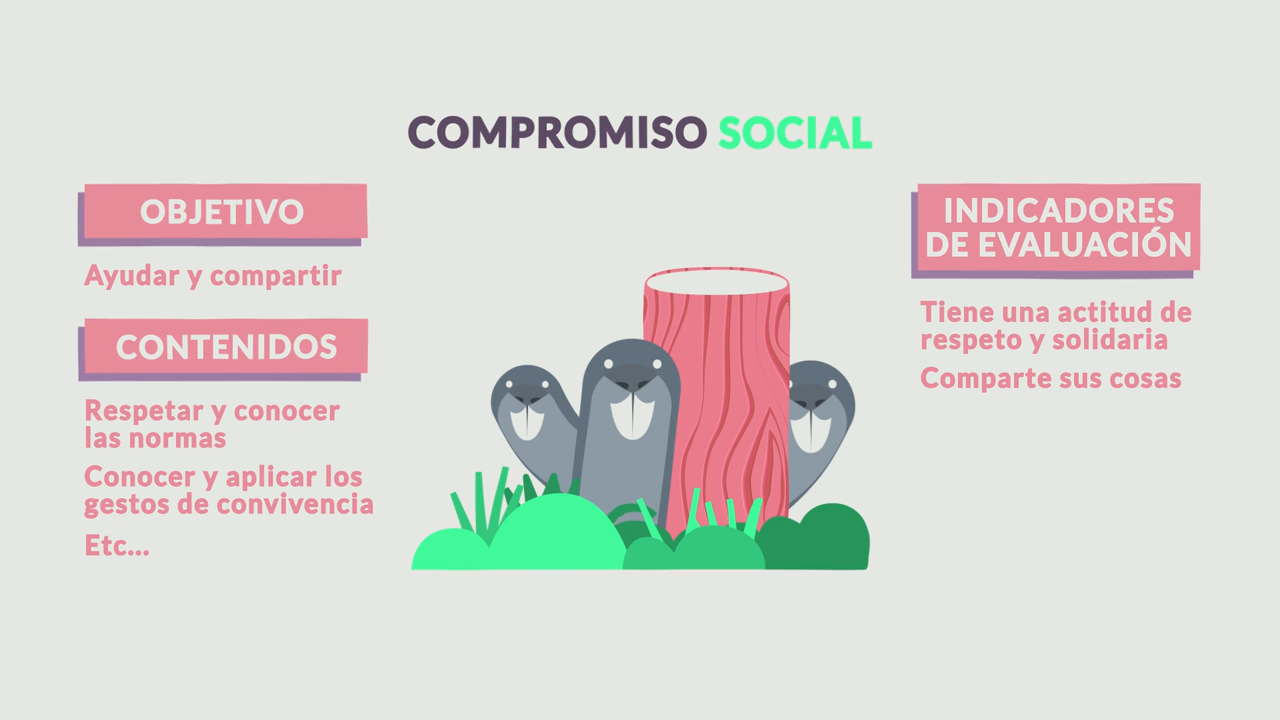 COMPROMISO SOCIAL
OBJETIVO
Ayudar y compartir
CONTENIDOS
Respetar y conocer
las normas
Conocer y aplicar los
gestos de convivencia
Etc...
INDICADORES
DE EVALUACIÓN
Tiene una actitud de
respeto y solidaria
Comparte sus cosas